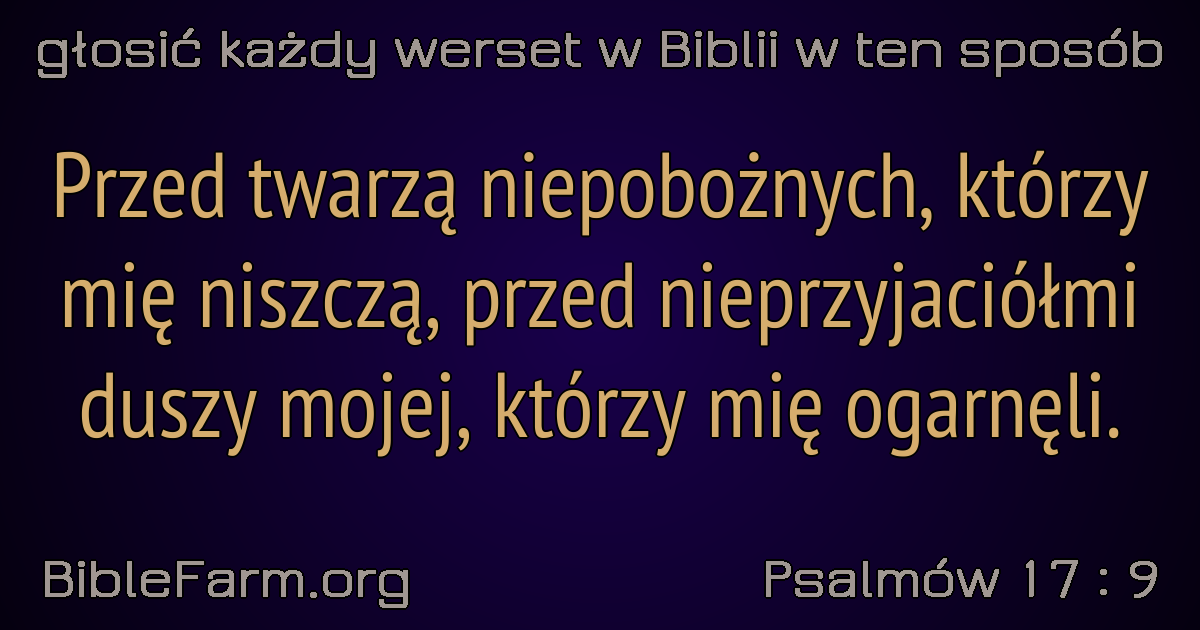 głosić każdy werset w Biblii w ten sposób
Przed twarzą niepobożnych, którzy
mię niszczą, przed nieprzyjaciółmi
duszy mojej, którzy mię ogarnęli.
BibleFarm.org
Psalmów 17 : 9